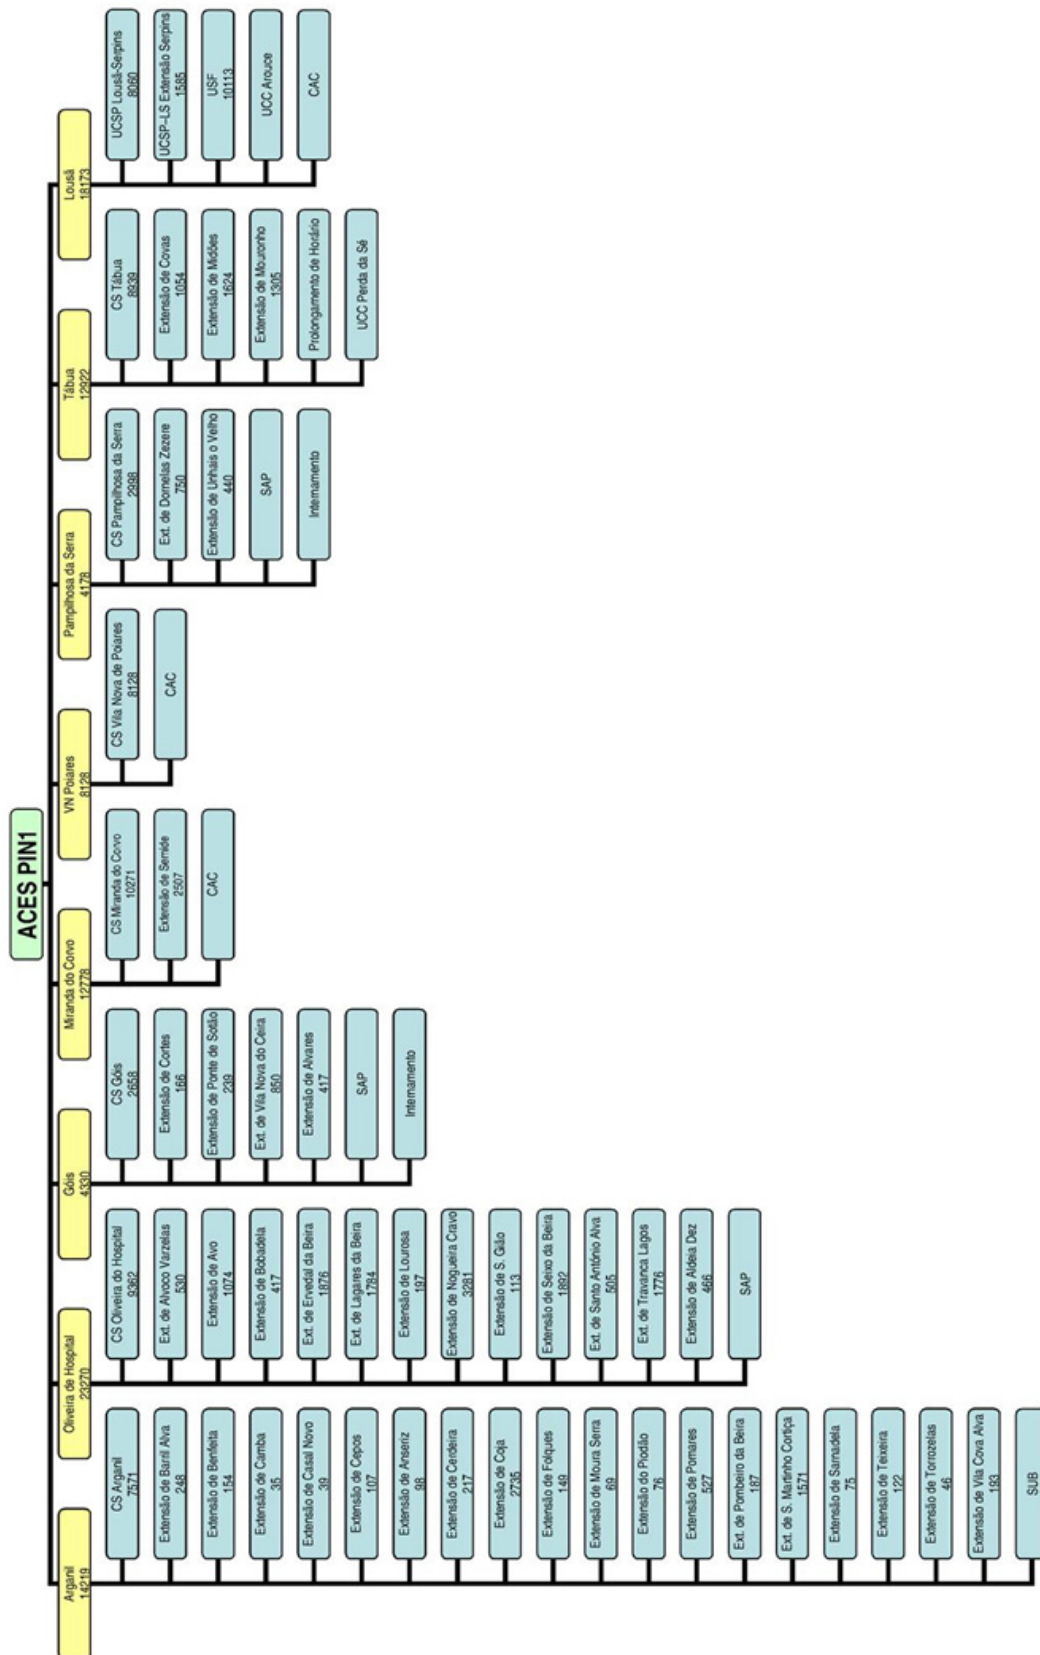 ACES PIN1
Arganil
14219
CS Arganil
7571
Extensão de Barril Alva
248
Extensão de Benfeita
154
Extensão de Camba
35
Extensão de Casal Novo
39
Extensão de Cepos
107
Extensão de Anseriz
98
Extensão de Cerdeira
217
Extensão de Coja
2735
Extensão de Folques
149
Extensão de Moura Serra
69
Extensão do Piodão
76
Extensão de Pomares
527
Ext. de Pombeiro da Beira
187
Ext. de S. Martinho Cortiça
1571
Extensão de Sarnadela
75
Extensão de Teixeira
122
Extensão de Torrozelas
46
Extensão de Vila Cova Alva
193
SUB
Oliveira de Hospital
23270
CS Oliveira do Hospital
9362
Ext. de Alvoco Varzelas
530
Extensão de Avo
1074
Extensão de Bobadela
417
Ext. de Ervedal da Beira
1876
Ext. de Lagares da Beira
1784
Extensão de Lourosa
197
Extensão de Nogueira Cravo
3281
Extensão de S. Gião
113
Extensão de Seixo da Beira
1892
Ext. de Santo António Alva
505
Ext. de Travanca Lagos
1776
Extensão de Aldeia Dez
466
SAP
Góis
4330
CS Góis
2658
Extensão de Cortes
166
Extensão de Ponte de Sotão
239
Ext. de Vila Nova do Ceira
850
Extensão de Alvares
417
SAP
Internamento
Miranda do Corvo
12778
CS Miranda do Corvo
10271
Extensão de Semide
2507
CAC
VN Poiares
8128
CS Vila Nova de Poiares
8128
CAC
Pampilhosa da Serra
4178
CS Pampilhosa da Serra
2998
Ext. de Dornelas Zezere
750
Extensão de Unhais o Velho
440
SAP
Internamento
Tábua
12922
CS Tábua
8939
Extensão de Covas
1054
Extensão de Midões
1624
Extensão de Mouronho
1305
Prolongamento de Horário
UCC Perda da Sé
Lousã
18173
UCSP Lousã-Serpins
8060
UCSP-LS Extensão Serpins
1585
USF
10113
UCC Arouce
CAC